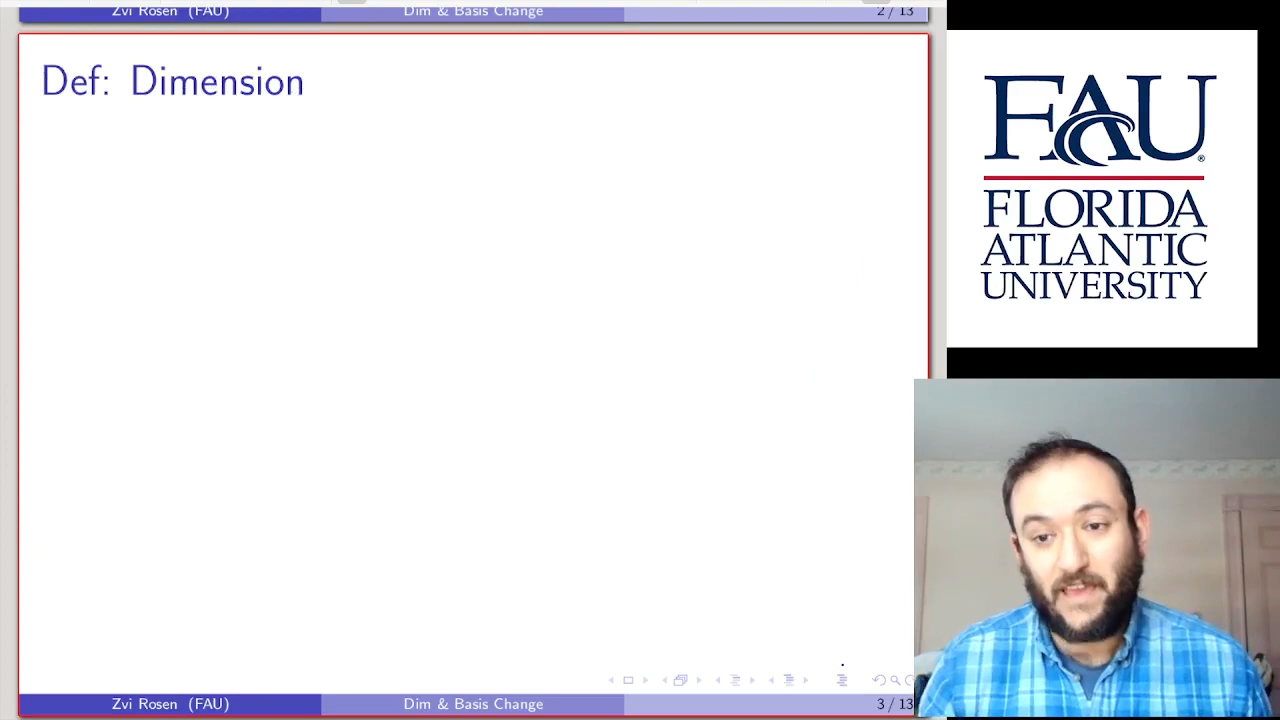 Zvi Rosen (FAU) Dim & Basis Change 2 / 13
Def: Dimension
Zvi Rosen (FAU) Dim & Basis Change 3 / 13
FAU
FLORIDA
ATLANTIC
UNIVERSITY